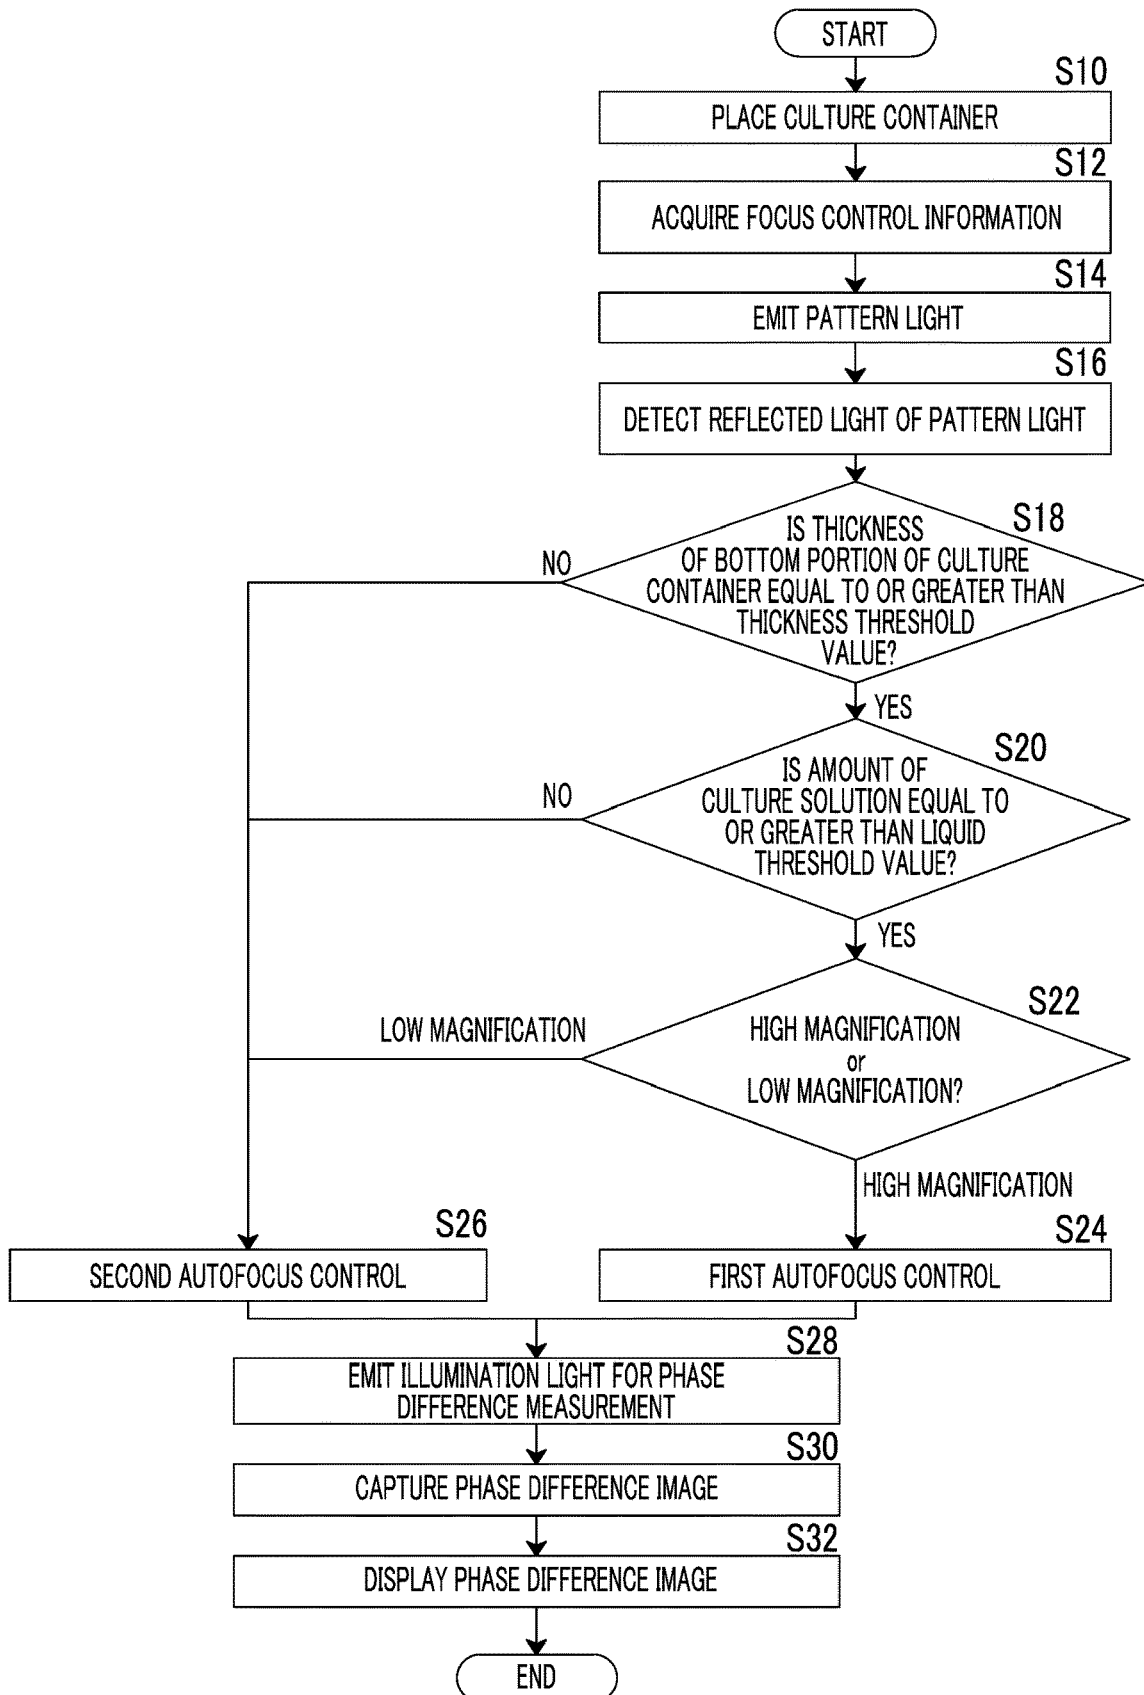 START
S10
PLACE CULTURE CONTAINER
S12
ACQUIRE FOCUS CONTROL INFORMATION
S14
EMIT PATTERN LIGHT
S16
DETECT REFLECTED LIGHT OF PATTERN LIGHT
S18
IS THICKNESS
OF BOTTOM PORTION OF CULTURE
CONTAINER EQUAL TO OR GREATER THAN
THICKNESS THRESHOLD
VALUE?
NO
YES
S20
IS AMOUNT OF
CULTURE SOLUTION EQUAL TO
OR GREATER THAN LIQUID
THRESHOLD VALUE?
NO
YES
S22
HIGH MAGNIFICATION
or
LOW MAGNIFICATION?
LOW MAGNIFICATION
HIGH MAGNIFICATION
S26
SECOND AUTOFOCUS CONTROL
S24
FIRST AUTOFOCUS CONTROL
S28
EMIT ILLUMINATION LIGHT FOR PHASE
DIFFERENCE MEASUREMENT
S30
CAPTURE PHASE DIFFERENCE IMAGE
S32
DISPLAY PHASE DIFFERENCE IMAGE
END